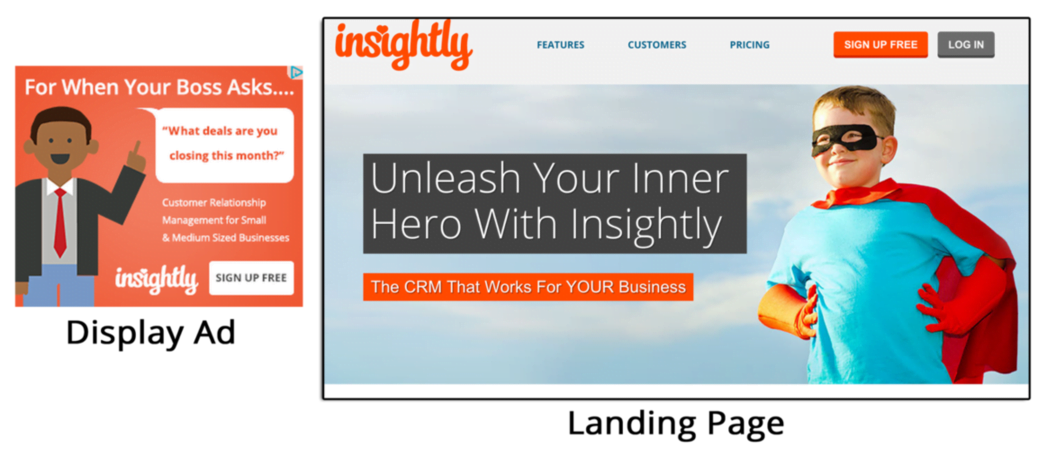 For When Your Boss Asks....
"What deals are you
closing this month?"
Customer Relationship
Management for Small
& Medium Sized Businesses
insightly
SIGN UP FREE
Display Ad
insightly
FEATURES CUSTOMERS PRICING SIGN UP FREE LOG IN
Unleash Your Inner
Hero With Insightly
The CRM That Works For YOUR Business
Landing Page